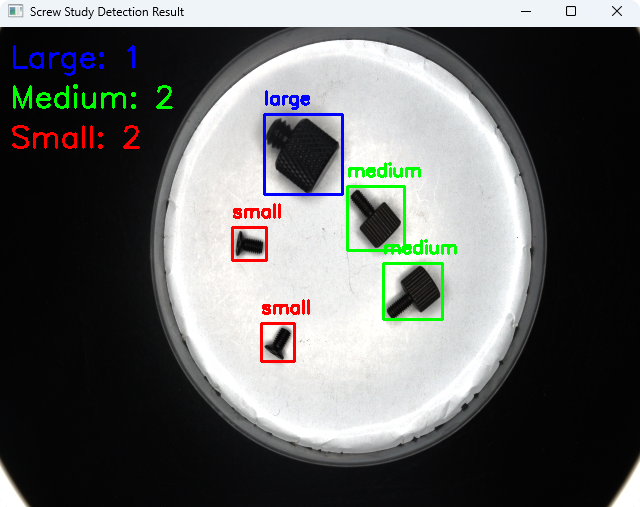 Screw Study Detection Result
Large: 1
Medium: 2
Small: 2
large
medium
small
medium
small